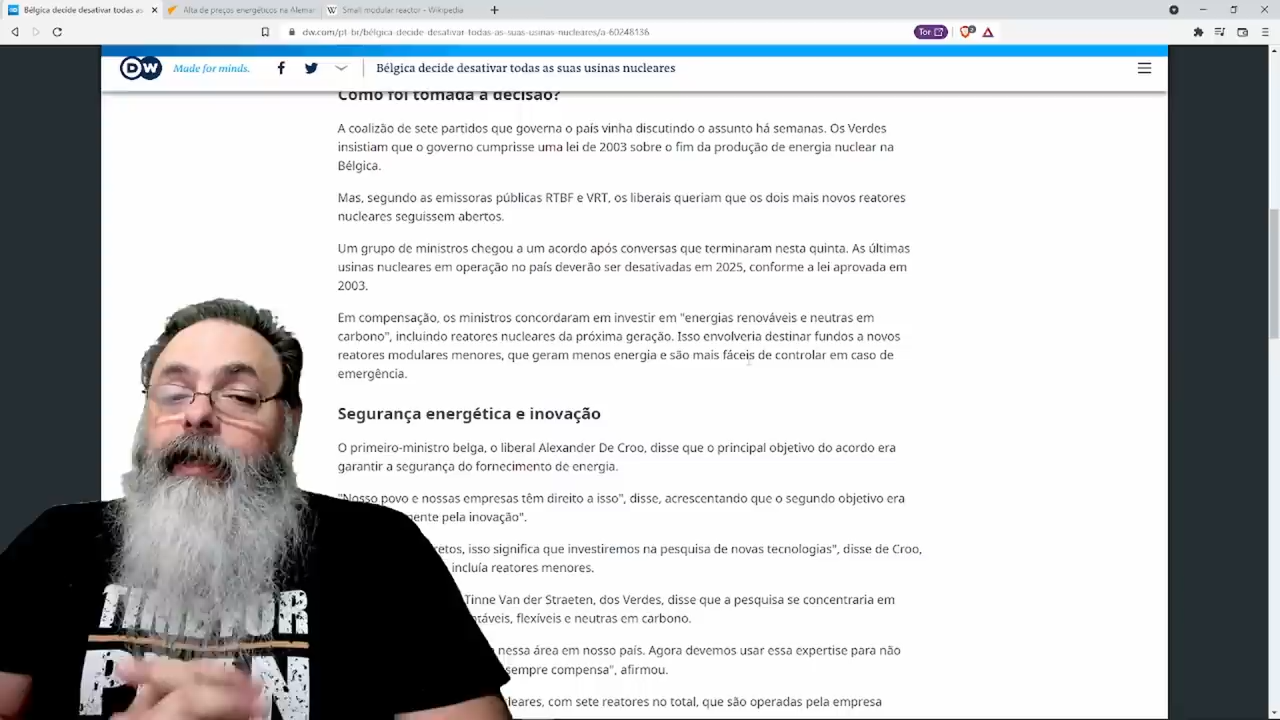 Bélgica decide desativar todas as
Alta de preços energéticos na Alemar
W Small modular reactor - Wikipedia
dw.com/pt-br/bélgica-decide-desativar-todas-as-suas-usinas-nucleares/a-60248136
Tor
DW Made for minds.
Bélgica decide desativar todas as suas usinas nucleares
Como foi tomada a decisão?
A coalizão de sete partidos que governa o país vinha discutindo o assunto há semanas. Os Verdes
insistiam que o governo cumprisse uma lei de 2003 sobre o fim da produção de energia nuclear na
Bélgica.
Mas, segundo as emissoras públicas RTBF e VRT, os liberais queriam que os dois mais novos reatores
nucleares seguissem abertos.
Um grupo de ministros chegou a um acordo após conversas que terminaram nesta quinta. As últimas
usinas nucleares em operação no país deverão ser desativadas em 2025, conforme a lei aprovada em
2003.
Em compensação, os ministros concordaram em investir em "energias renováveis e neutras em
carbono", incluindo reatores nucleares da próxima geração. Isso envolveria destinar fundos a novos
reatores modulares menores, que geram menos energia e são mais fáceis de controlar em caso de
emergência.
Segurança energética e inovação
O primeiro-ministro belga, o liberal Alexander De Croo, disse que o principal objetivo do acordo era
garantir a segurança do fornecimento de energia.
"Nosso povo e nossas empresas têm direito a isso", disse, acrescentando que o segundo objetivo era
mente pela inovação".
retos, isso significa que investiremos na pesquisa de novas tecnologias", disse de Croo,
incluía reatores menores.
Tinne Van der Straeten, dos Verdes, disse que a pesquisa se concentraria em
táveis, flexíveis e neutras em carbono.
nessa área em nosso país. Agora devemos usar essa expertise para não
sempre compensa", afirmou.
leares, com sete reatores no total, que são operadas pela empresa